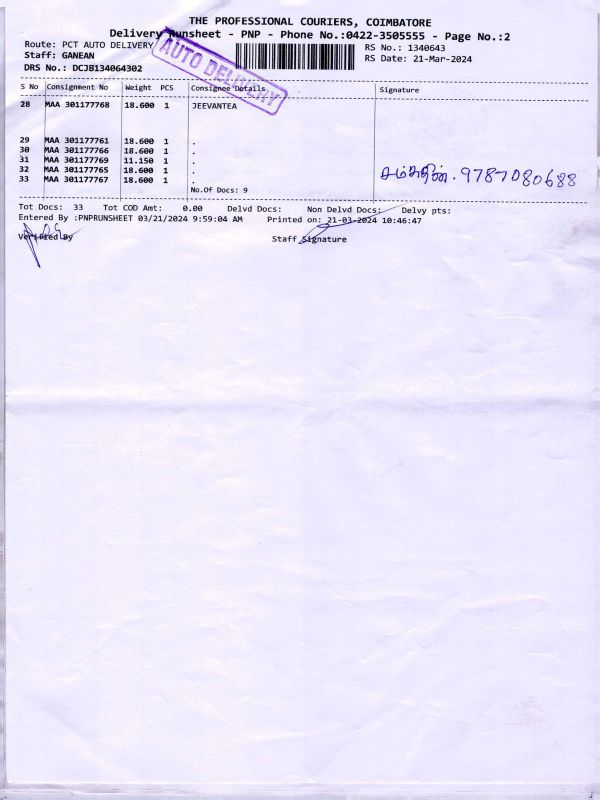 THE PROFESSIONAL COURIERS, COIMBATORE
Delivery Runsheet - PNP - Phone No.:0422-3505555 - Page No.:2
Route: PCT AUTO DELIVERY
RS No.: 1340643
Staff: GANEAN
RS Date: 21-Mar-2024
DRS No.: DCJB134064302
AUTO DELIVERY
S No Consignment No Weight PCS Consignee Details Signature
28 MAA 301177768 18.600 1 JEEVANTEA
29 MAA 301177761 18.600 1 .
30 MAA 301177766 18.600 1 .
31 MAA 301177769 11.150 1 .
32 MAA 301177765 18.600 1 .
33 MAA 301177767 18.600 1 .
9787080688
No.Of Docs: 9
Tot Docs: 33 Tot COD Amt: 0.00 Delvd Docs: Non Delvd Docs: Delvy pts:
Entered By :PNPRUNSHEET 03/21/2024 9:59:04 AM Printed on: 21-03-2024 10:46:47
Verified By Staff Signature